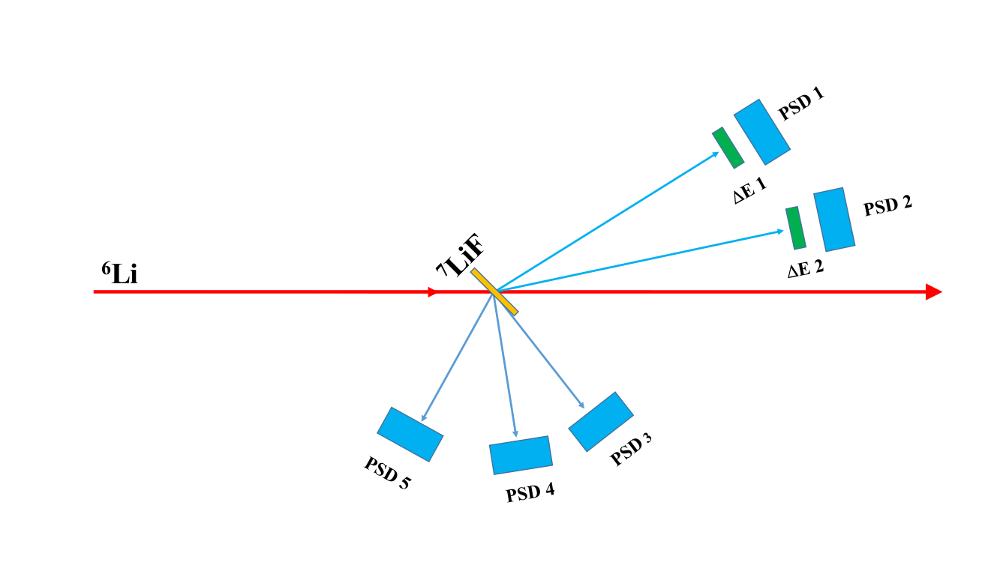 PSD 1
ΔE 1
PSD 2
ΔE 2
⁷LiF
⁶Li
PSD 3
PSD 4
PSD 5